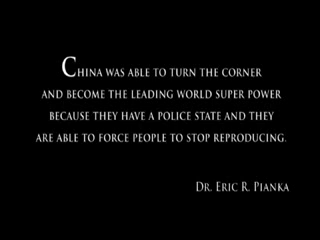 CHINA WAS ABLE TO TURN THE CORNER
AND BECOME THE LEADING WORLD SUPER POWER
BECAUSE THEY HAVE A POLICE STATE AND THEY
ARE ABLE TO FORCE PEOPLE TO STOP REPRODUCING.
DR. ERIC R. PIANKA